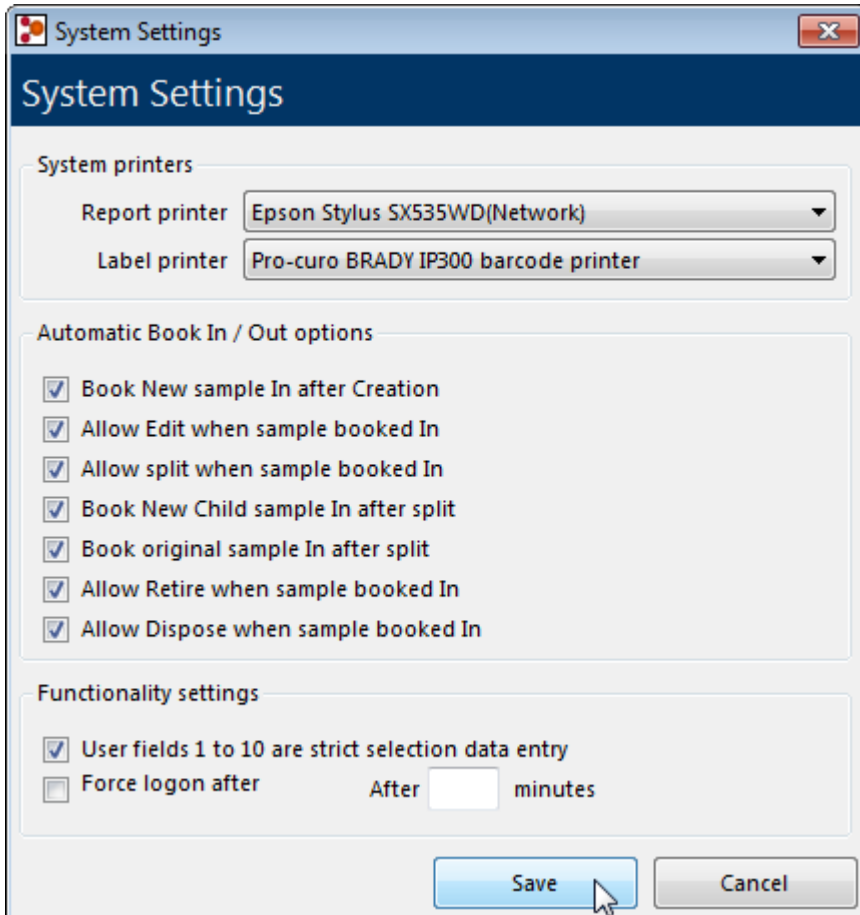 System Settings
System Settings
System printers
Report printer Epson Stylus SX535WD(Network)
Label printer Pro-curo BRADY IP300 barcode printer
Automatic Book In / Out options
Book New sample In after Creation
Allow Edit when sample booked In
Allow split when sample booked In
Book New Child sample In after split
Book original sample In after split
Allow Retire when sample booked In
Allow Dispose when sample booked In
Functionality settings
User fields 1 to 10 are strict selection data entry
Force logon after After minutes
Save Cancel